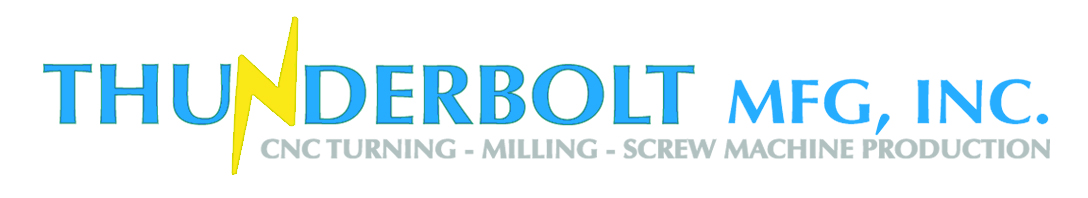 THUNDERBOLT MFG, INC.
CNC TURNING - MILLING - SCREW MACHINE PRODUCTION